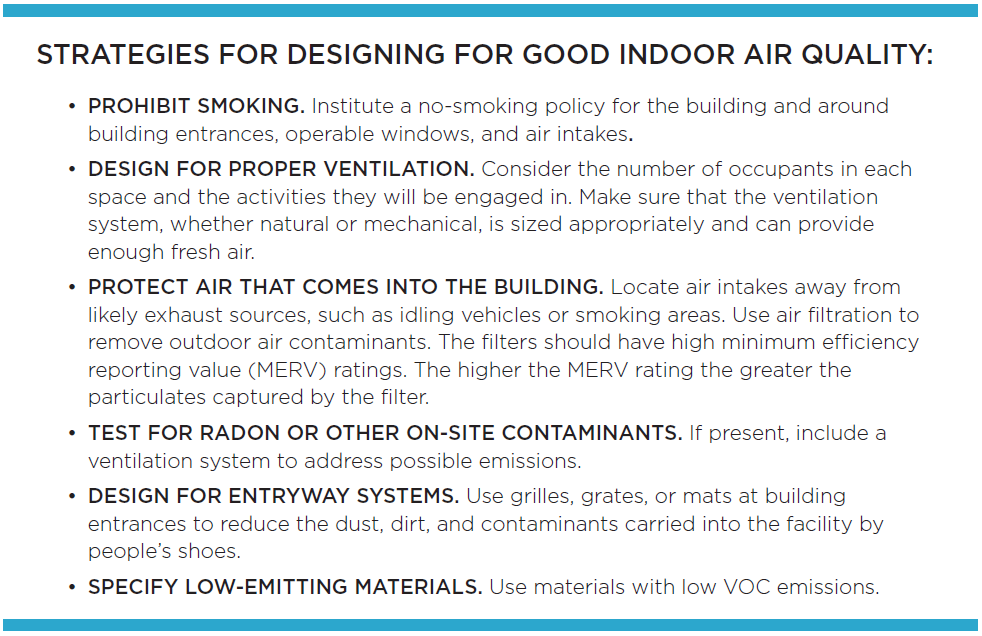 STRATEGIES FOR DESIGNING FOR GOOD INDOOR AIR QUALITY:
• PROHIBIT SMOKING. Institute a no-smoking policy for the building and around
building entrances, operable windows, and air intakes.
• DESIGN FOR PROPER VENTILATION. Consider the number of occupants in each
space and the activities they will be engaged in. Make sure that the ventilation
system, whether natural or mechanical, is sized appropriately and can provide
enough fresh air.
• PROTECT AIR THAT COMES INTO THE BUILDING. Locate air intakes away from
likely exhaust sources, such as idling vehicles or smoking areas. Use air filtration to
remove outdoor air contaminants. The filters should have high minimum efficiency
reporting value (MERV) ratings. The higher the MERV rating the greater the
particulates captured by the filter.
• TEST FOR RADON OR OTHER ON-SITE CONTAMINANTS. If present, include a
ventilation system to address possible emissions.
• DESIGN FOR ENTRYWAY SYSTEMS. Use grilles, grates, or mats at building
entrances to reduce the dust, dirt, and contaminants carried into the facility by
people’s shoes.
• SPECIFY LOW-EMITTING MATERIALS. Use materials with low VOC emissions.